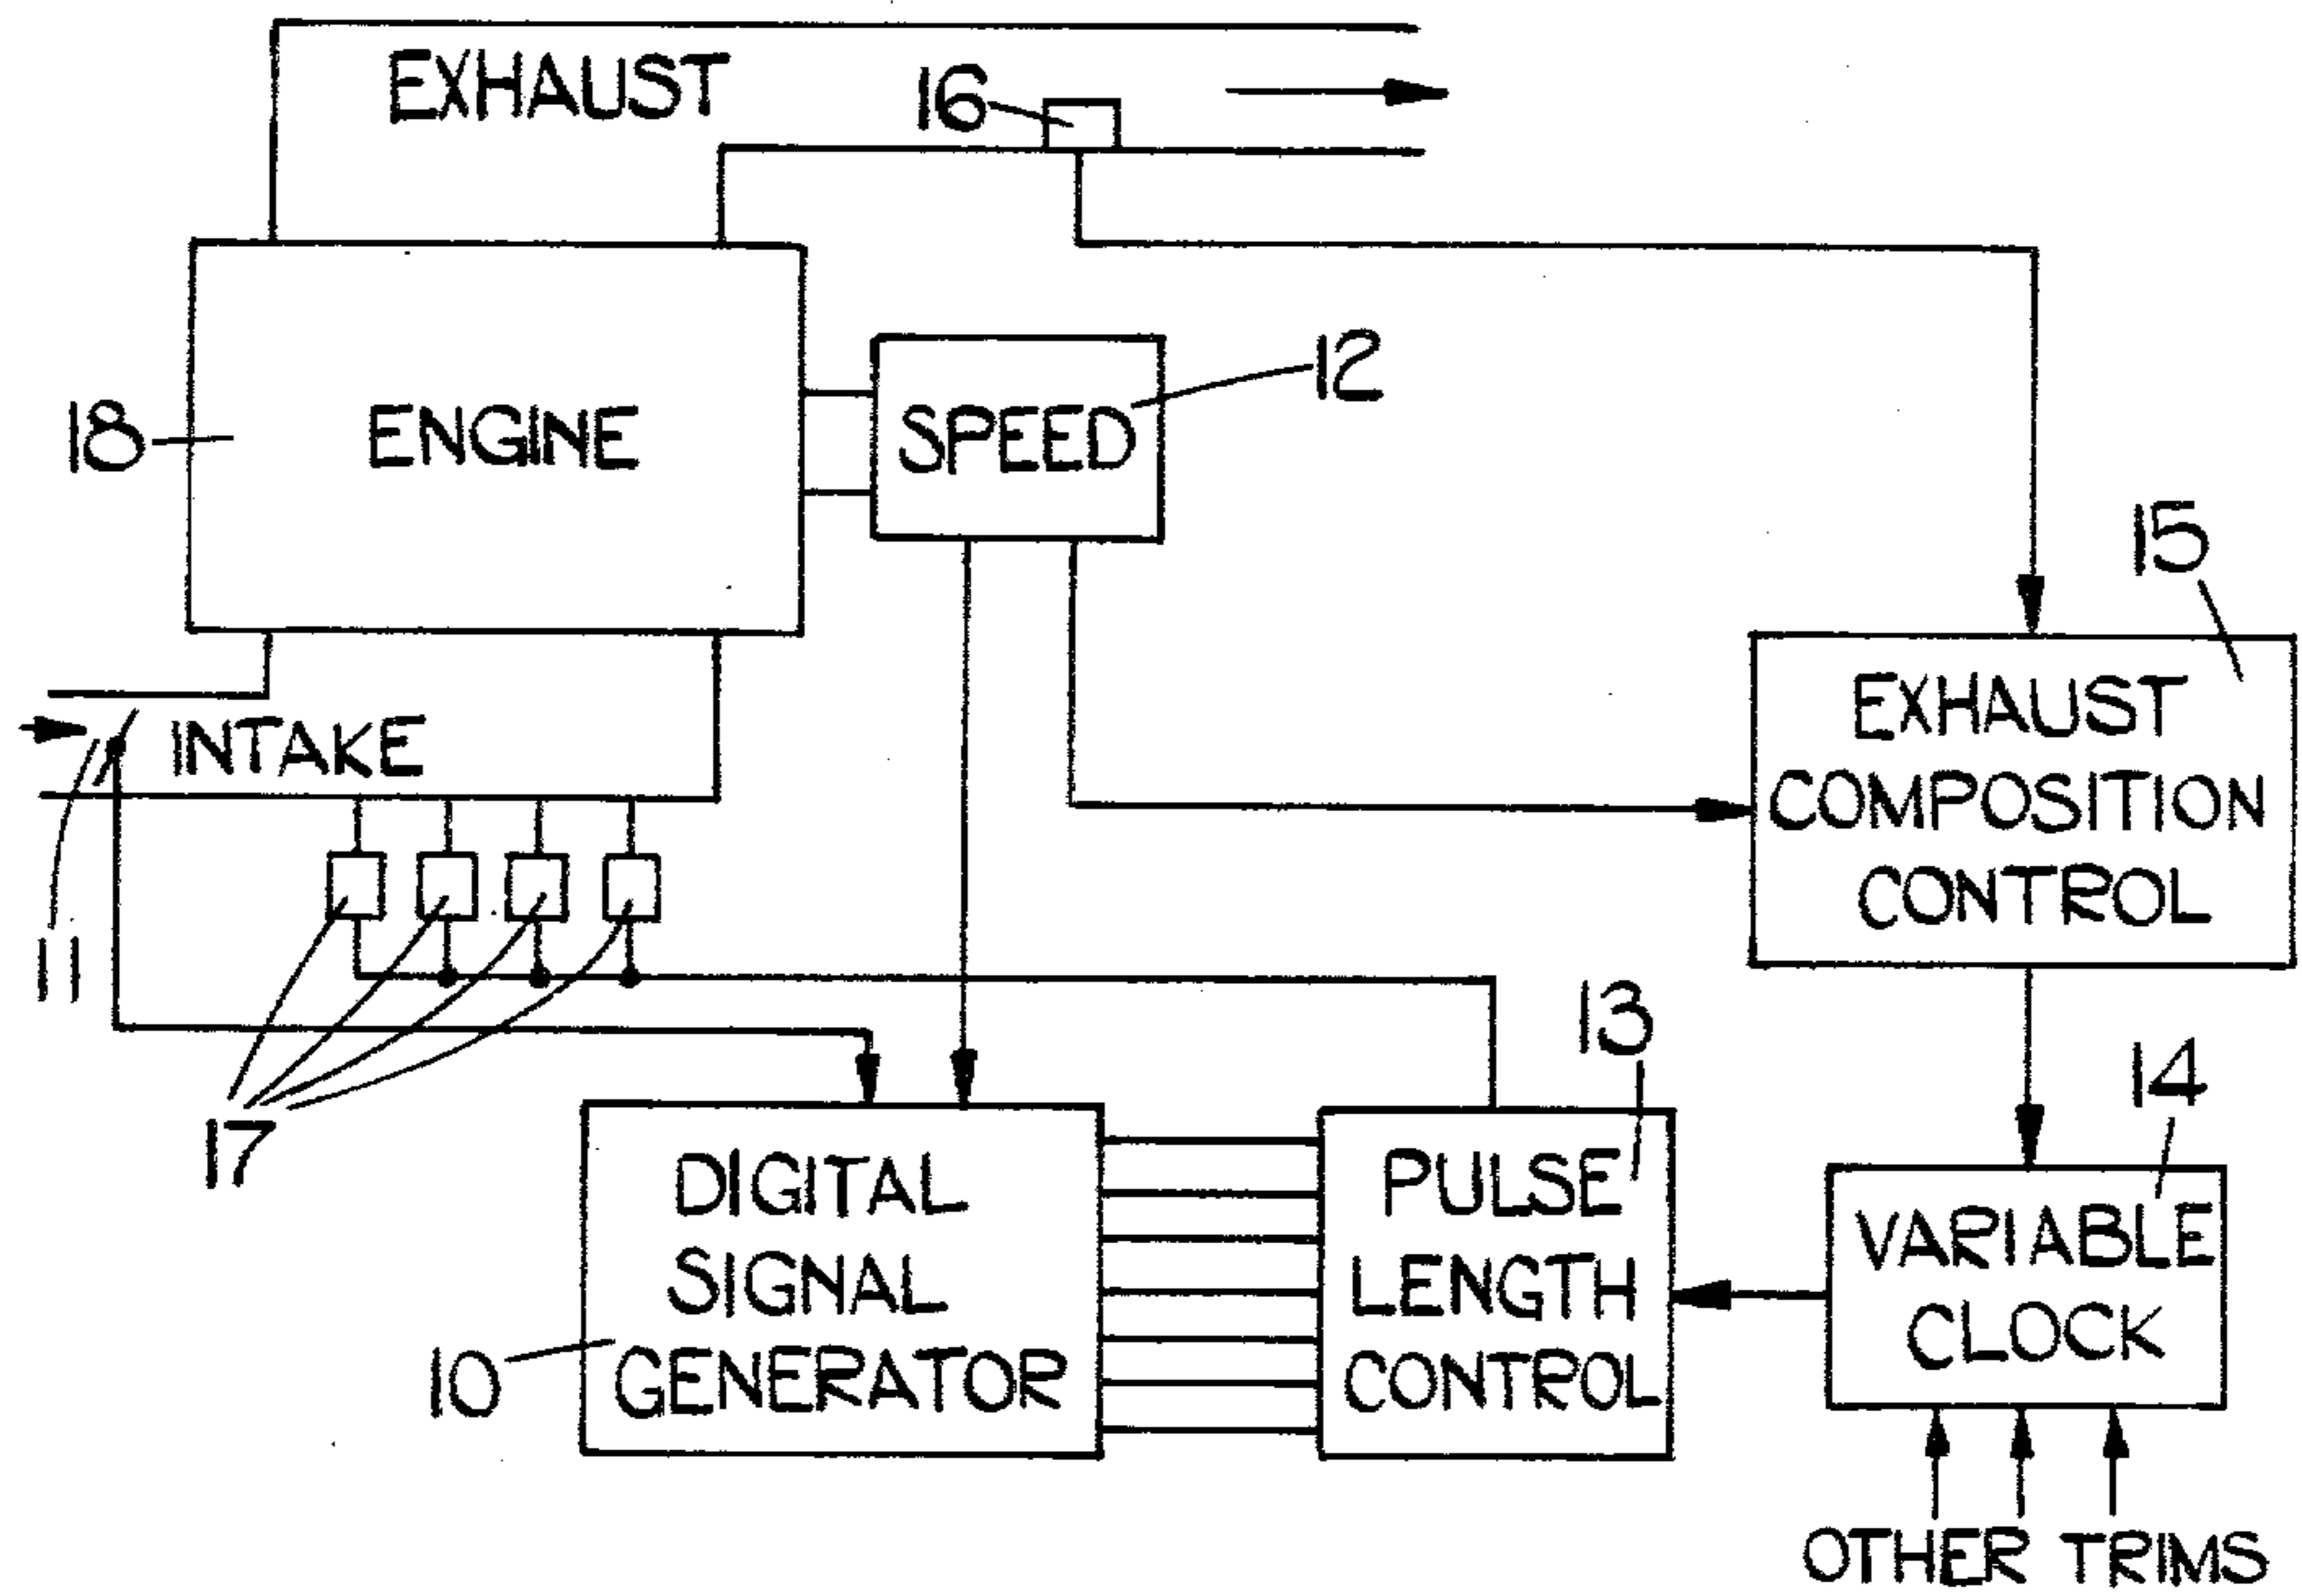 EXHAUST
16
12
ENGINE
SPEED
18
15
INTAKE
EXHAUST
COMPOSITION
CONTROL
11
13
14
17
DIGITAL
SIGNAL
GENERATOR
PULSE
LENGTH
CONTROL
VARIABLE
CLOCK
10
OTHER TRIMS